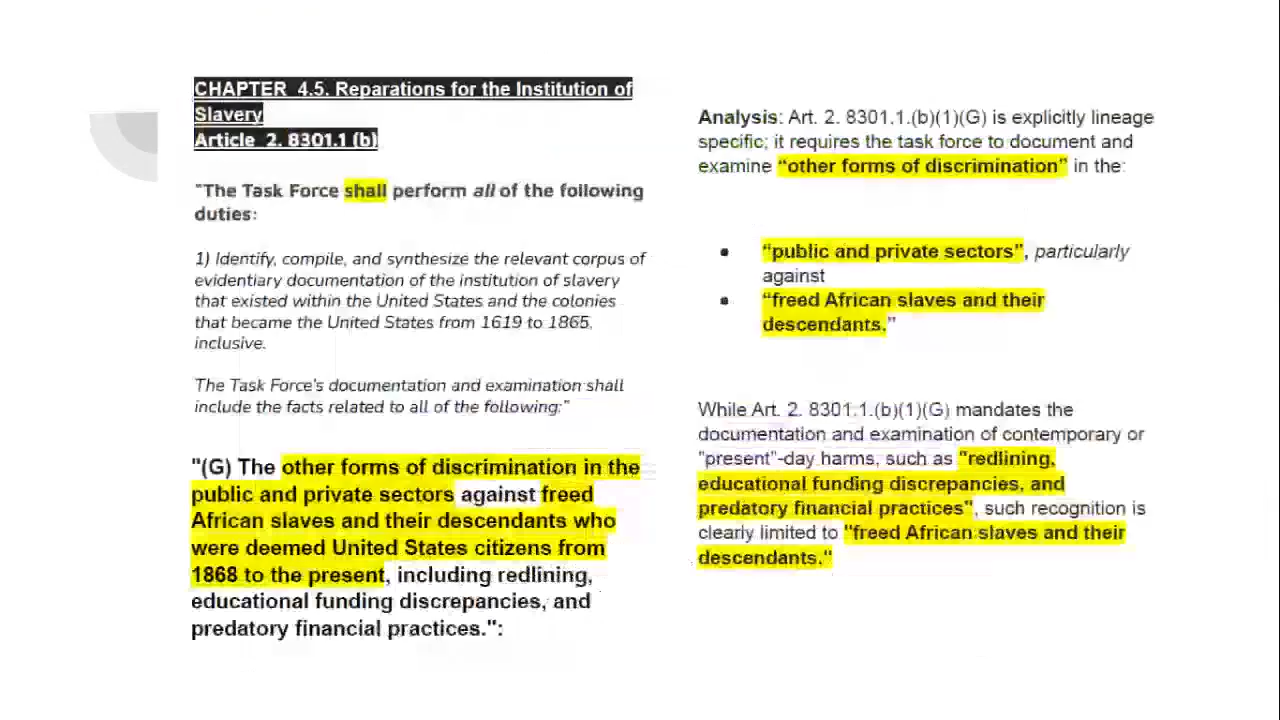 CHAPTER 4.5. Reparations for the Institution of
Slavery
Article 2. 8301.1 (b)
"The Task Force shall perform all of the following
duties:
1) Identify, compile, and synthesize the relevant corpus of
evidentiary documentation of the institution of slavery
that existed within the United States and the colonies
that became the United States from 1619 to 1865,
inclusive.
The Task Force's documentation and examination shall
include the facts related to all of the following:"
"(G) The other forms of discrimination in the
public and private sectors against freed
African slaves and their descendants who
were deemed United States citizens from
1868 to the present, including redlining,
educational funding discrepancies, and
predatory financial practices.":
Analysis: Art. 2. 8301.1.(b)(1)(G) is explicitly lineage
specific; it requires the task force to document and
examine “other forms of discrimination” in the:
• “public and private sectors”, particularly
against
• “freed African slaves and their
descendants.”
While Art. 2. 8301.1.(b)(1)(G) mandates the
documentation and examination of contemporary or
"present"-day harms, such as "redlining,
educational funding discrepancies, and
predatory financial practices", such recognition is
clearly limited to "freed African slaves and their
descendants."